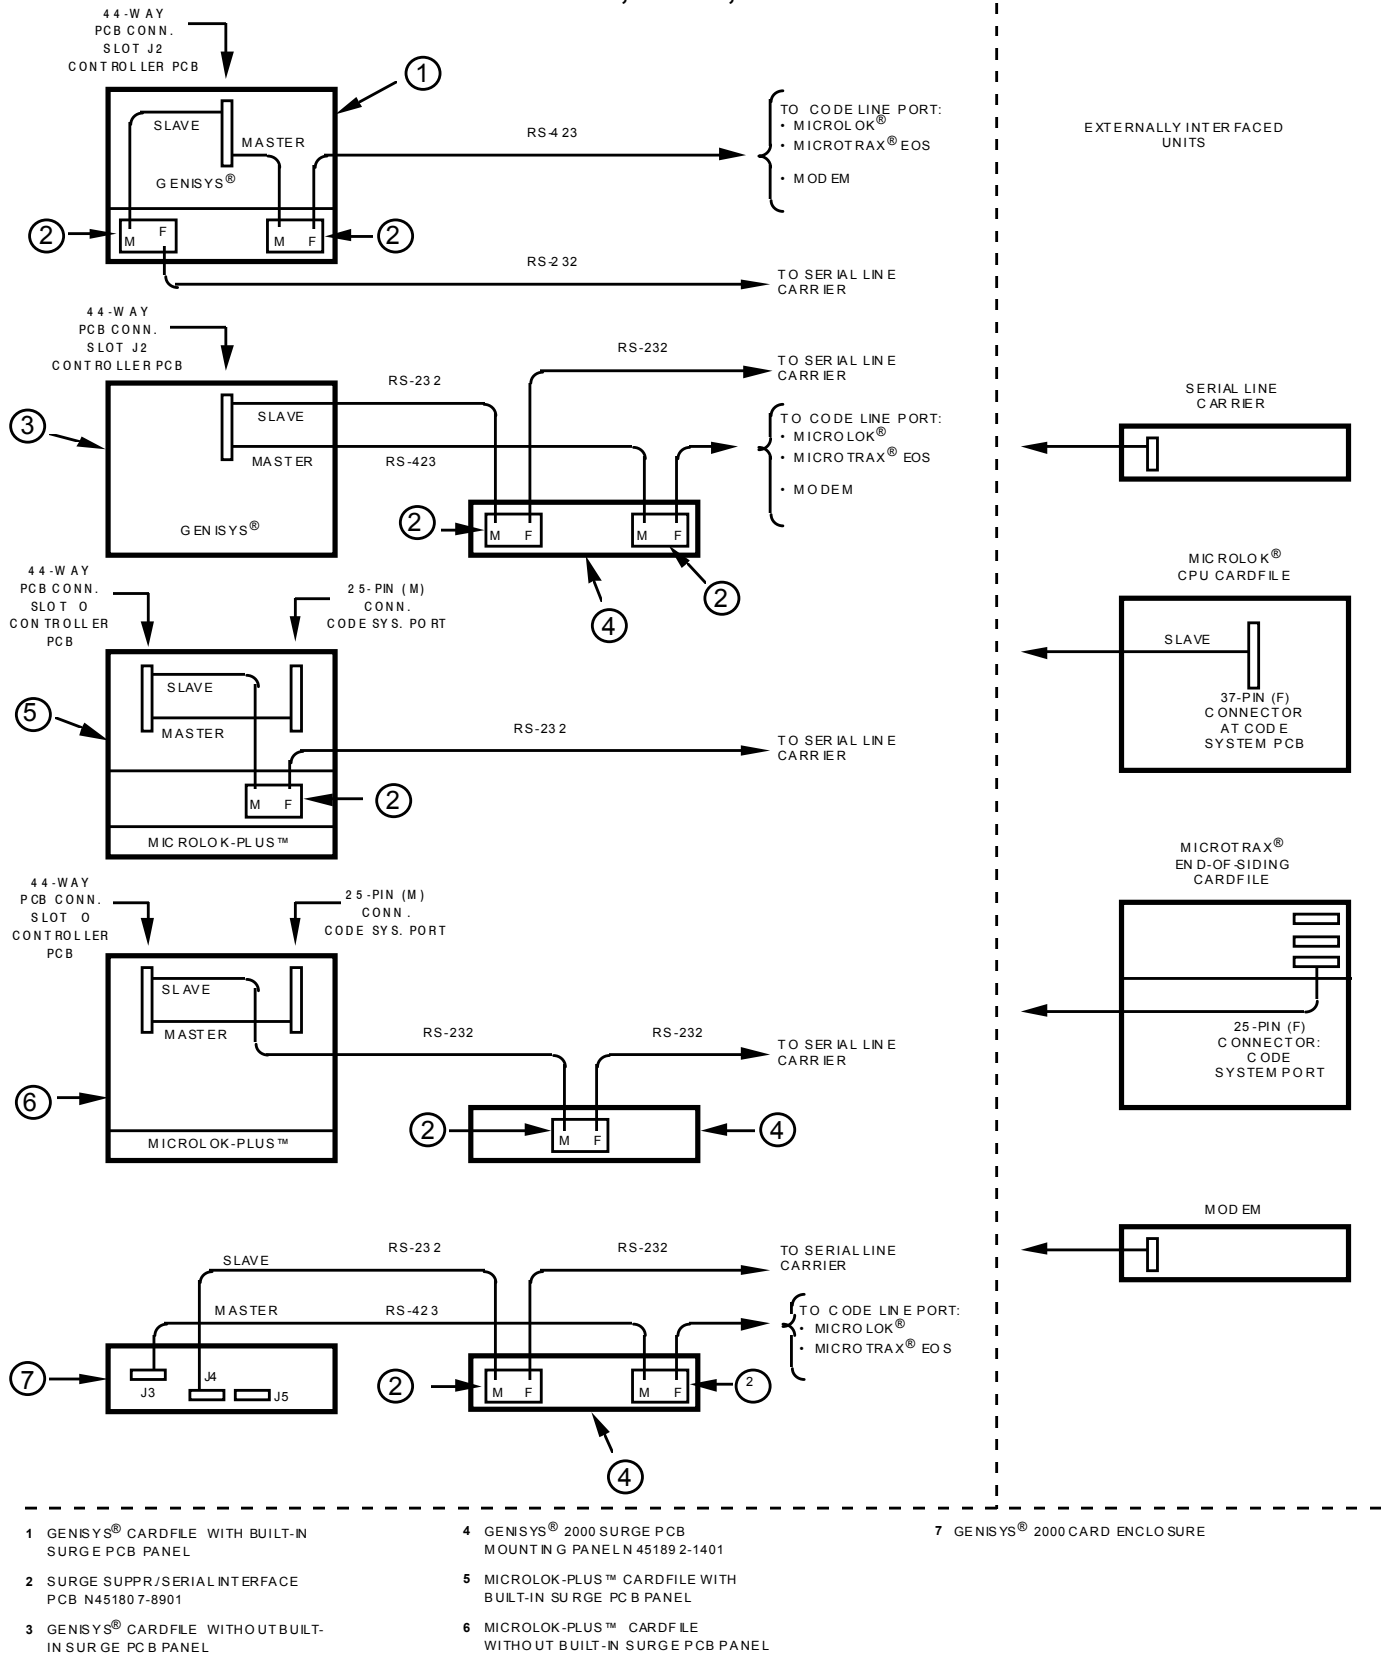 44-WAY
PCB CONN.
SLOT J2
CONTROLLER PCB
1
SLAVE
MASTER
GENISYS®
RS-423
TO CODE LINE PORT:
• MICROLOK®
• MICROTRAX® EOS
• MODEM
2
M F
M F
2
RS-232
TO SERIAL LINE
CARRIER
44-WAY
PCB CONN.
SLOT J2
CONTROLLER PCB
3
SLAVE
MASTER
GENISYS®
RS-232
RS-423
RS-232
TO SERIAL LINE
CARRIER
TO CODE LINE PORT:
• MICROLOK®
• MICROTRAX® EOS
• MODEM
2
M F
M F
2
4
44-WAY
PCB CONN.
SLOT O
CONTROLLER
PCB
25-PIN (M)
CONN.
CODE SYS. PORT
5
SLAVE
MASTER
RS-232
TO SERIAL LINE
CARRIER
M F
2
MICROLOK-PLUS™
44-WAY
PCB CONN.
SLOT O
CONTROLLER
PCB
25-PIN (M)
CONN.
CODE SYS. PORT
SLAVE
MASTER
RS-232
RS-232
TO SERIAL LINE
CARRIER
6
MICROLOK-PLUS™
2
M F
4
SLAVE
MASTER
RS-232
RS-423
RS-232
TO SERIAL LINE
CARRIER
TO CODE LINE PORT:
• MICROLOK®
• MICROTRAX® EOS
7
J3
J4
J5
2
M F
M F
2
4
EXTERNALLY INTERFACED
UNITS
SERIAL LINE
CARRIER
MICROLOK®
CPU CARDFILE
SLAVE
37-PIN (F)
CONNECTOR
AT CODE
SYSTEM PCB
MICROTRAX®
END-OF-SIDING
CARDFILE
25-PIN (F)
CONNECTOR:
CODE
SYSTEM PORT
MODEM
1 GENISYS® CARDFILE WITH BUILT-IN
SURGE PCB PANEL
2 SURGE SUPPR./SERIAL INTERFACE
PCB N451807-8901
3 GENISYS® CARDFILE WITHOUT BUILT-
IN SURGE PCB PANEL
4 GENISYS® 2000 SURGE PCB
MOUNTING PANEL N451892-1401
5 MICROLOK-PLUS™ CARDFILE WITH
BUILT-IN SURGE PCB PANEL
6 MICROLOK-PLUS™ CARDFILE
WITHOUT BUILT-IN SURGE PCB PANEL
7 GENISYS® 2000 CARD ENCLOSURE